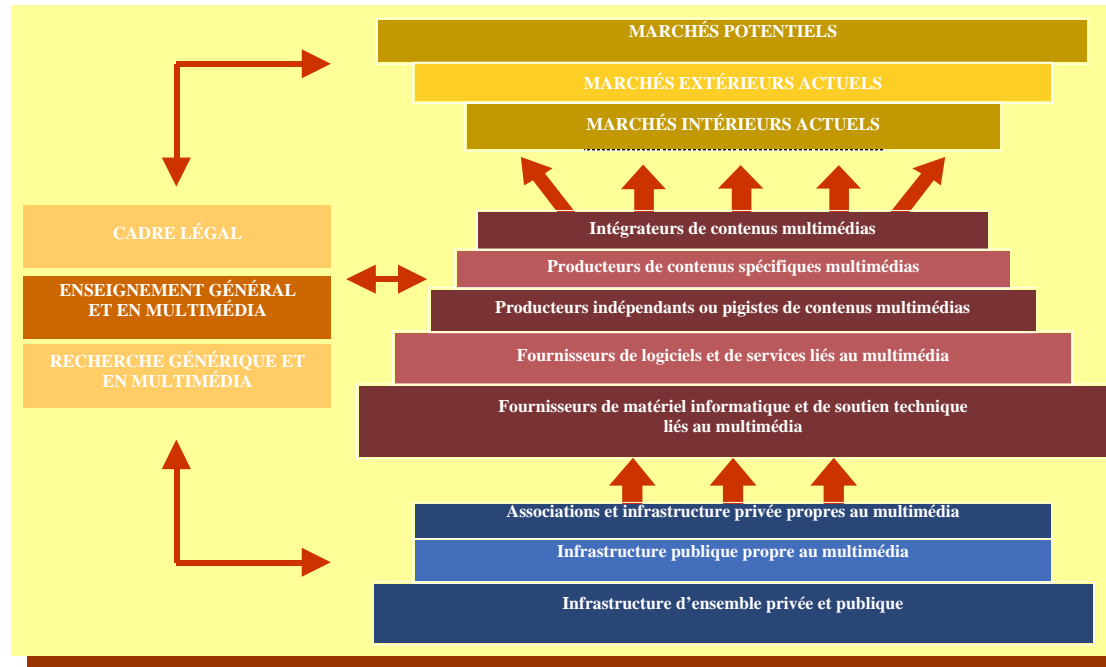 MARCHÉS POTENTIELS
MARCHÉS EXTÉRIEURS ACTUELS
MARCHÉS INTÉRIEURS ACTUELS
CADRE LÉGAL
ENSEIGNEMENT GÉNÉRAL
ET EN MULTIMÉDIA
RECHERCHE GÉNÉRIQUE ET
EN MULTIMÉDIA
Intégrateurs de contenus multimédias
Producteurs de contenus spécifiques multimédias
Producteurs indépendants ou pigistes de contenus multimédias
Fournisseurs de logiciels et de services liés au multimédia
Fournisseurs de matériel informatique et de soutien technique
liés au multimédia
Associations et infrastructure privée propres au multimédia
Infrastructure publique propre au multimédia
Infrastructure d'ensemble privée et publique